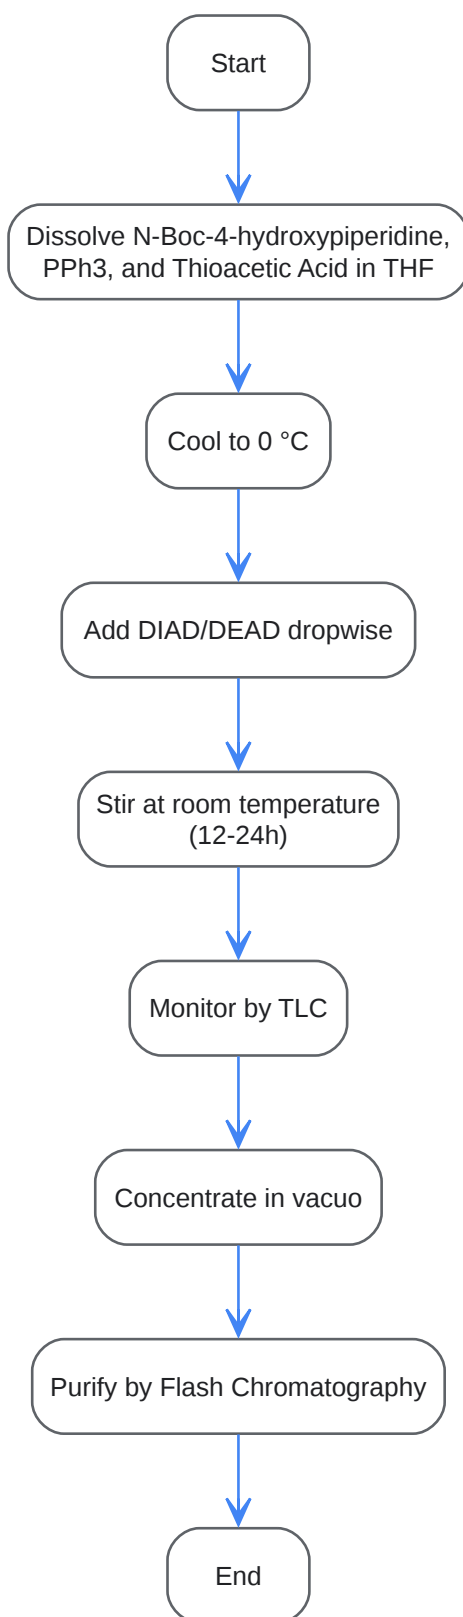 Start
Dissolve N-Boc-4-hydroxypiperidine,
PPh3, and Thioacetic Acid in THF
Cool to 0 °C
Add DIAD/DEAD dropwise
Stir at room temperature
(12-24h)
Monitor by TLC
Concentrate in vacuo
Purify by Flash Chromatography
End